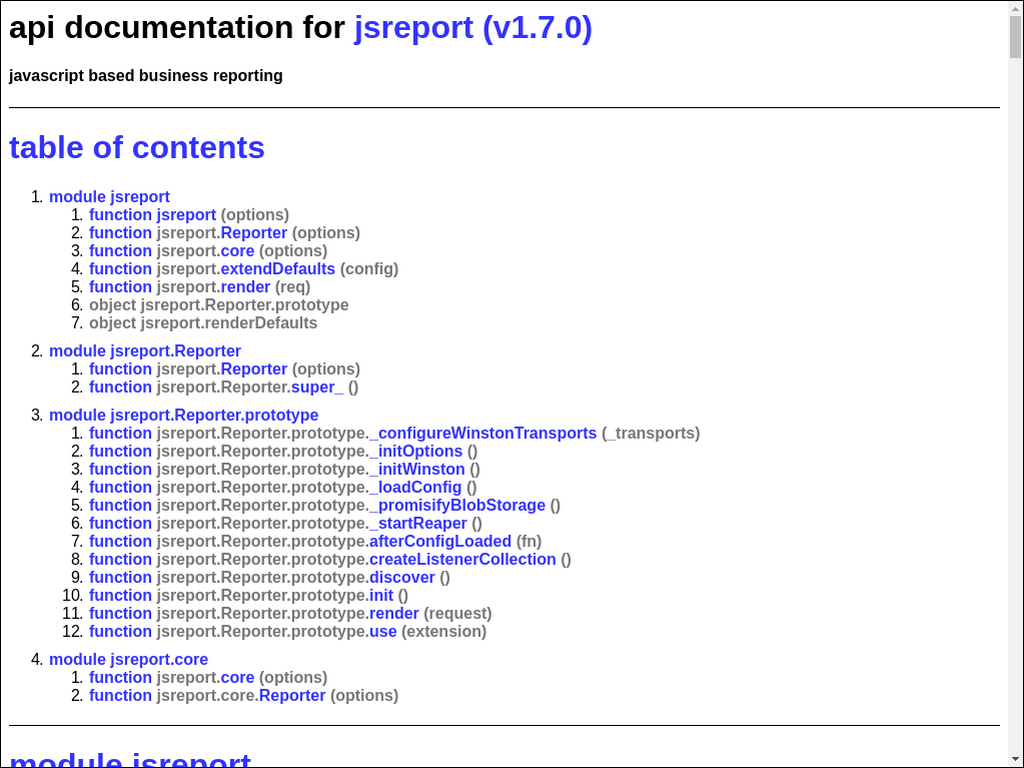 api documentation for jsreport (v1.7.0)
javascript based business reporting
table of contents
1. module jsreport
1. function jsreport (options)
2. function jsreport.Reporter (options)
3. function jsreport.core (options)
4. function jsreport.extendDefaults (config)
5. function jsreport.render (req)
6. object jsreport.Reporter.prototype
7. object jsreport.renderDefaults
2. module jsreport.Reporter
1. function jsreport.Reporter (options)
2. function jsreport.Reporter.super_ ()
3. module jsreport.Reporter.prototype
1. function jsreport.Reporter.prototype._configureWinstonTransports (_transports)
2. function jsreport.Reporter.prototype._initOptions ()
3. function jsreport.Reporter.prototype._initWinston ()
4. function jsreport.Reporter.prototype._loadConfig ()
5. function jsreport.Reporter.prototype._promisifyBlobStorage ()
6. function jsreport.Reporter.prototype._startReaper ()
7. function jsreport.Reporter.prototype.afterConfigLoaded (fn)
8. function jsreport.Reporter.prototype.createListenerCollection ()
9. function jsreport.Reporter.prototype.discover ()
10. function jsreport.Reporter.prototype.init ()
11. function jsreport.Reporter.prototype.render (request)
12. function jsreport.Reporter.prototype.use (extension)
4. module jsreport.core
1. function jsreport.core (options)
2. function jsreport.core.Reporter (options)
module jsreport